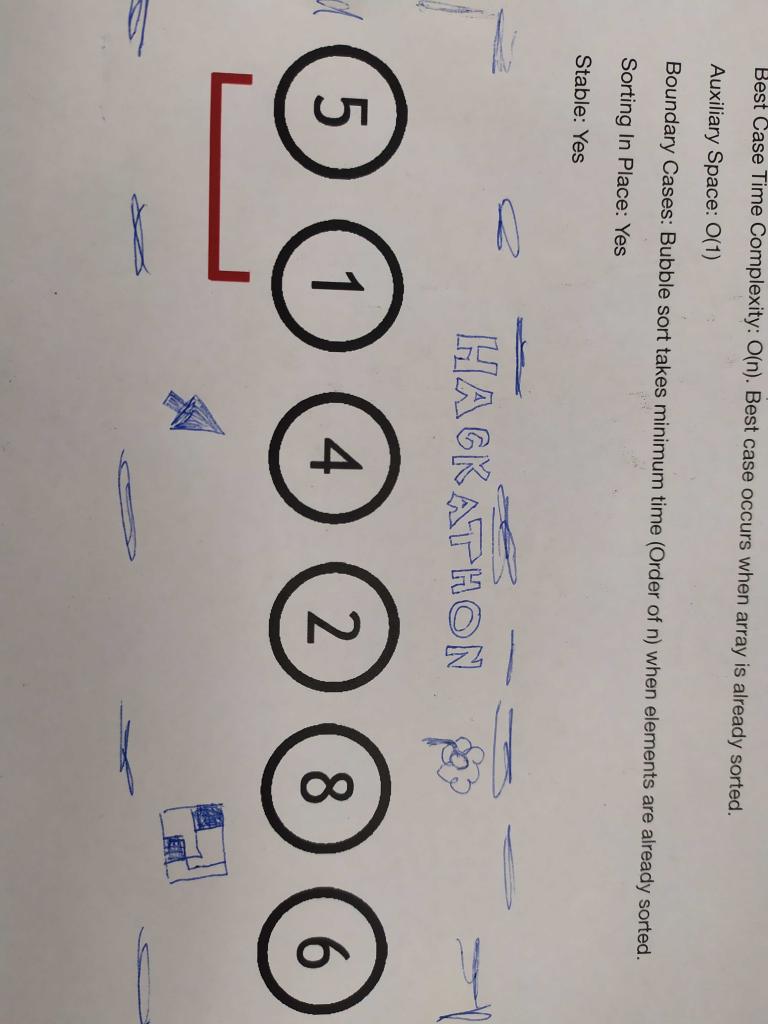 Best Case Time Complexity: O(n). Best case occurs when array is already sorted.
Auxiliary Space: O(1)
Boundary Cases: Bubble sort takes minimum time (Order of n) when elements are already sorted.
Sorting In Place: Yes
Stable: Yes
HACKATHON
5 1 4 2 8 6